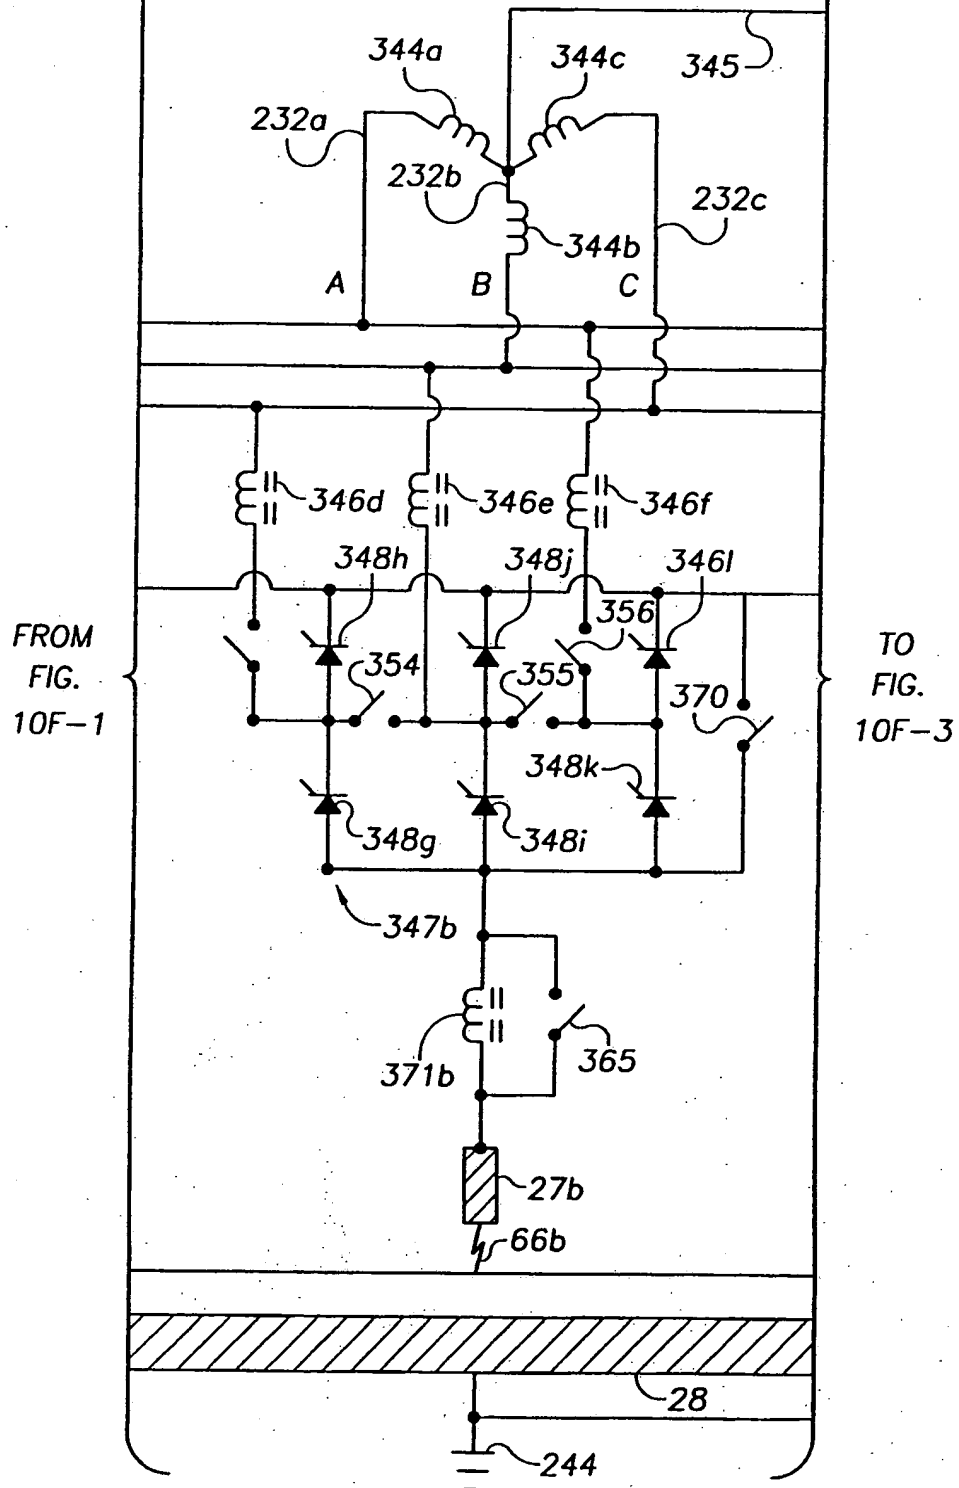 344a
344c
345
232a
232b
232c
344b
A
B
C
346d
346e
346f
348h
348j
346l
356
FROM
FIG.
10F-1
354
355
370
TO
FIG.
10F-3
348k
348g
348i
347b
371b
365
27b
66b
28
244